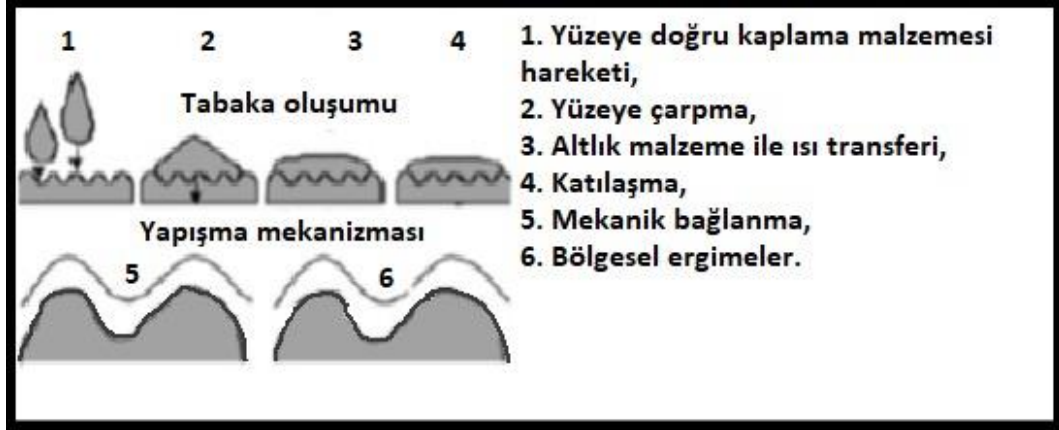 1 2 3 4
Tabaka oluşumu
Yapışma mekanizması
5 6
1. Yüzeye doğru kaplama malzemesi
hareketi,
2. Yüzeye çarpma,
3. Altlık malzeme ile ısı transferi,
4. Katılaşma,
5. Mekanik bağlanma,
6. Bölgesel ergimeler.